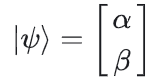 |ψ⟩ = [α
β]